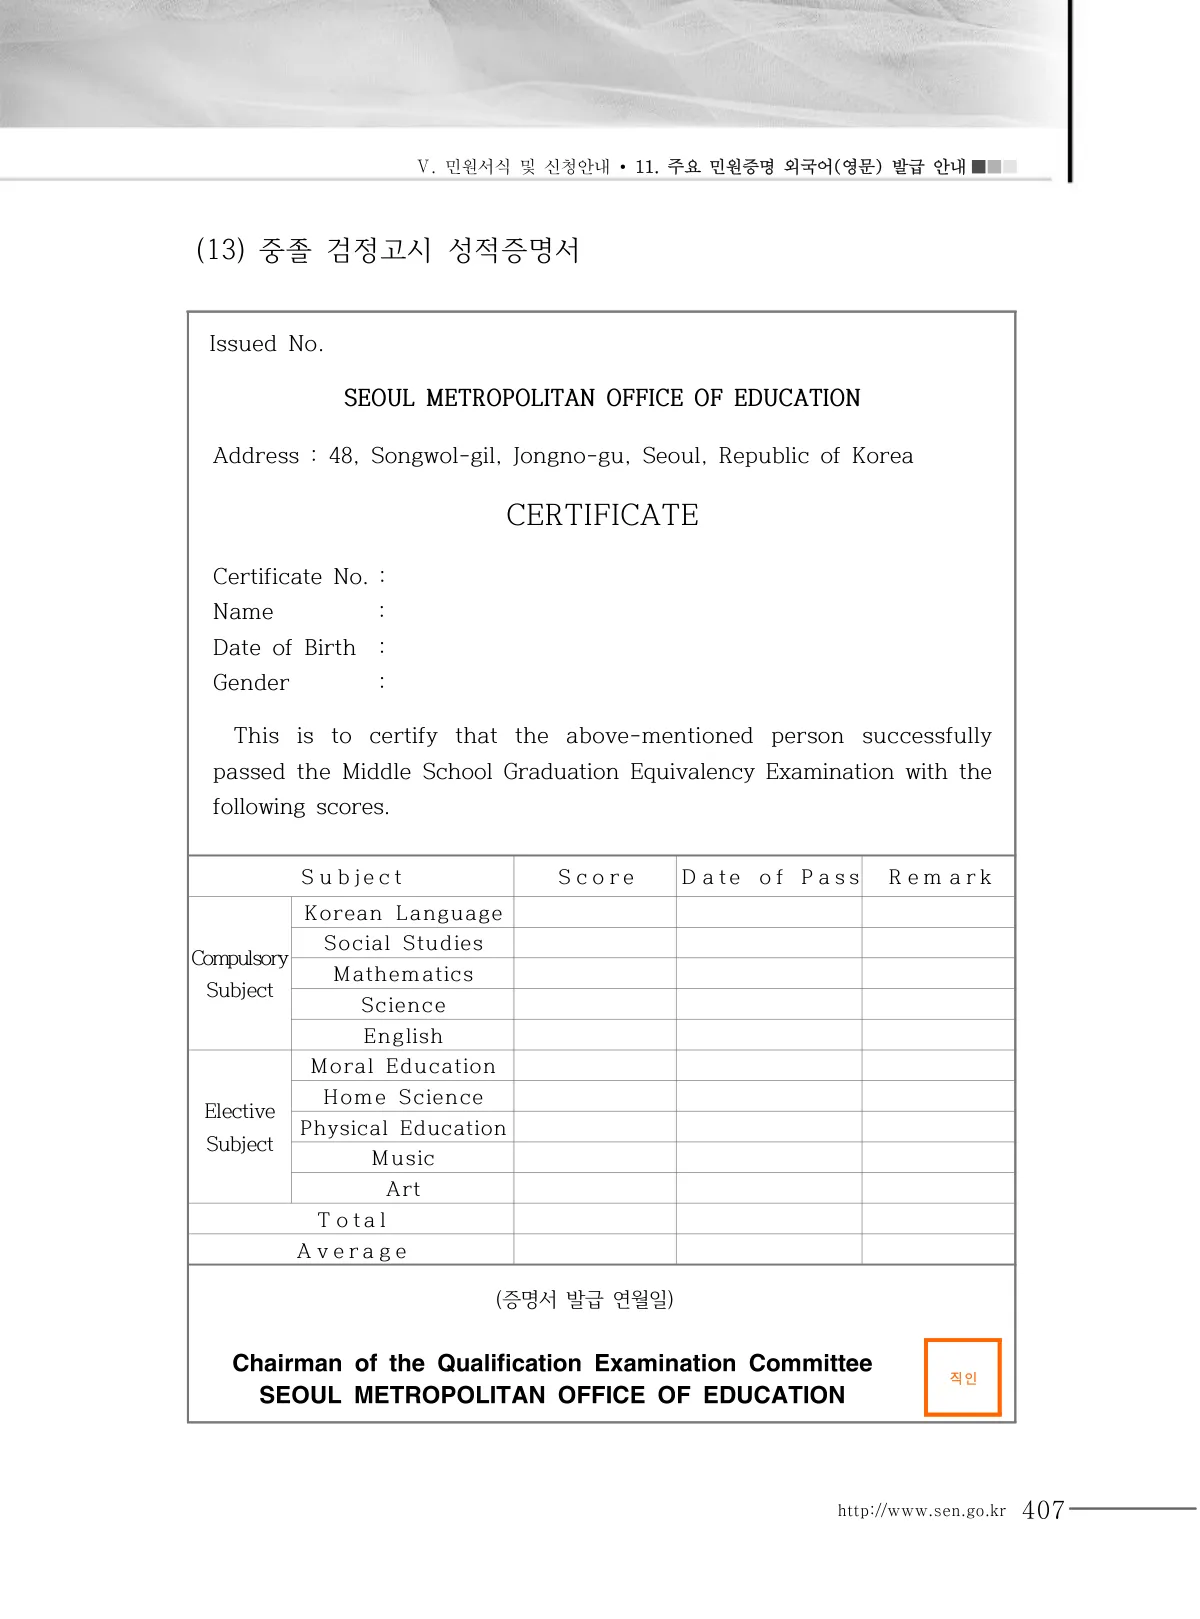 V. 민원서식 및 신청안내 • 11. 주요 민원증명 외국어(영문) 발급 안내
(13) 중졸 검정고시 성적증명서
Issued No.
SEOUL METROPOLITAN OFFICE OF EDUCATION
Address : 48, Songwol-gil, Jongno-gu, Seoul, Republic of Korea
CERTIFICATE
Certificate No. :
Name :
Date of Birth :
Gender :
This is to certify that the above-mentioned person successfully
passed the Middle School Graduation Equivalency Examination with the
following scores.
Subject Score Date of Pass Remark
Compulsory
Subject
Korean Language
Social Studies
Mathematics
Science
English
Elective
Subject
Moral Education
Home Science
Physical Education
Music
Art
Total
Average
(증명서 발급 연월일)
Chairman of the Qualification Examination Committee
SEOUL METROPOLITAN OFFICE OF EDUCATION
직인
http://www.sen.go.kr 407